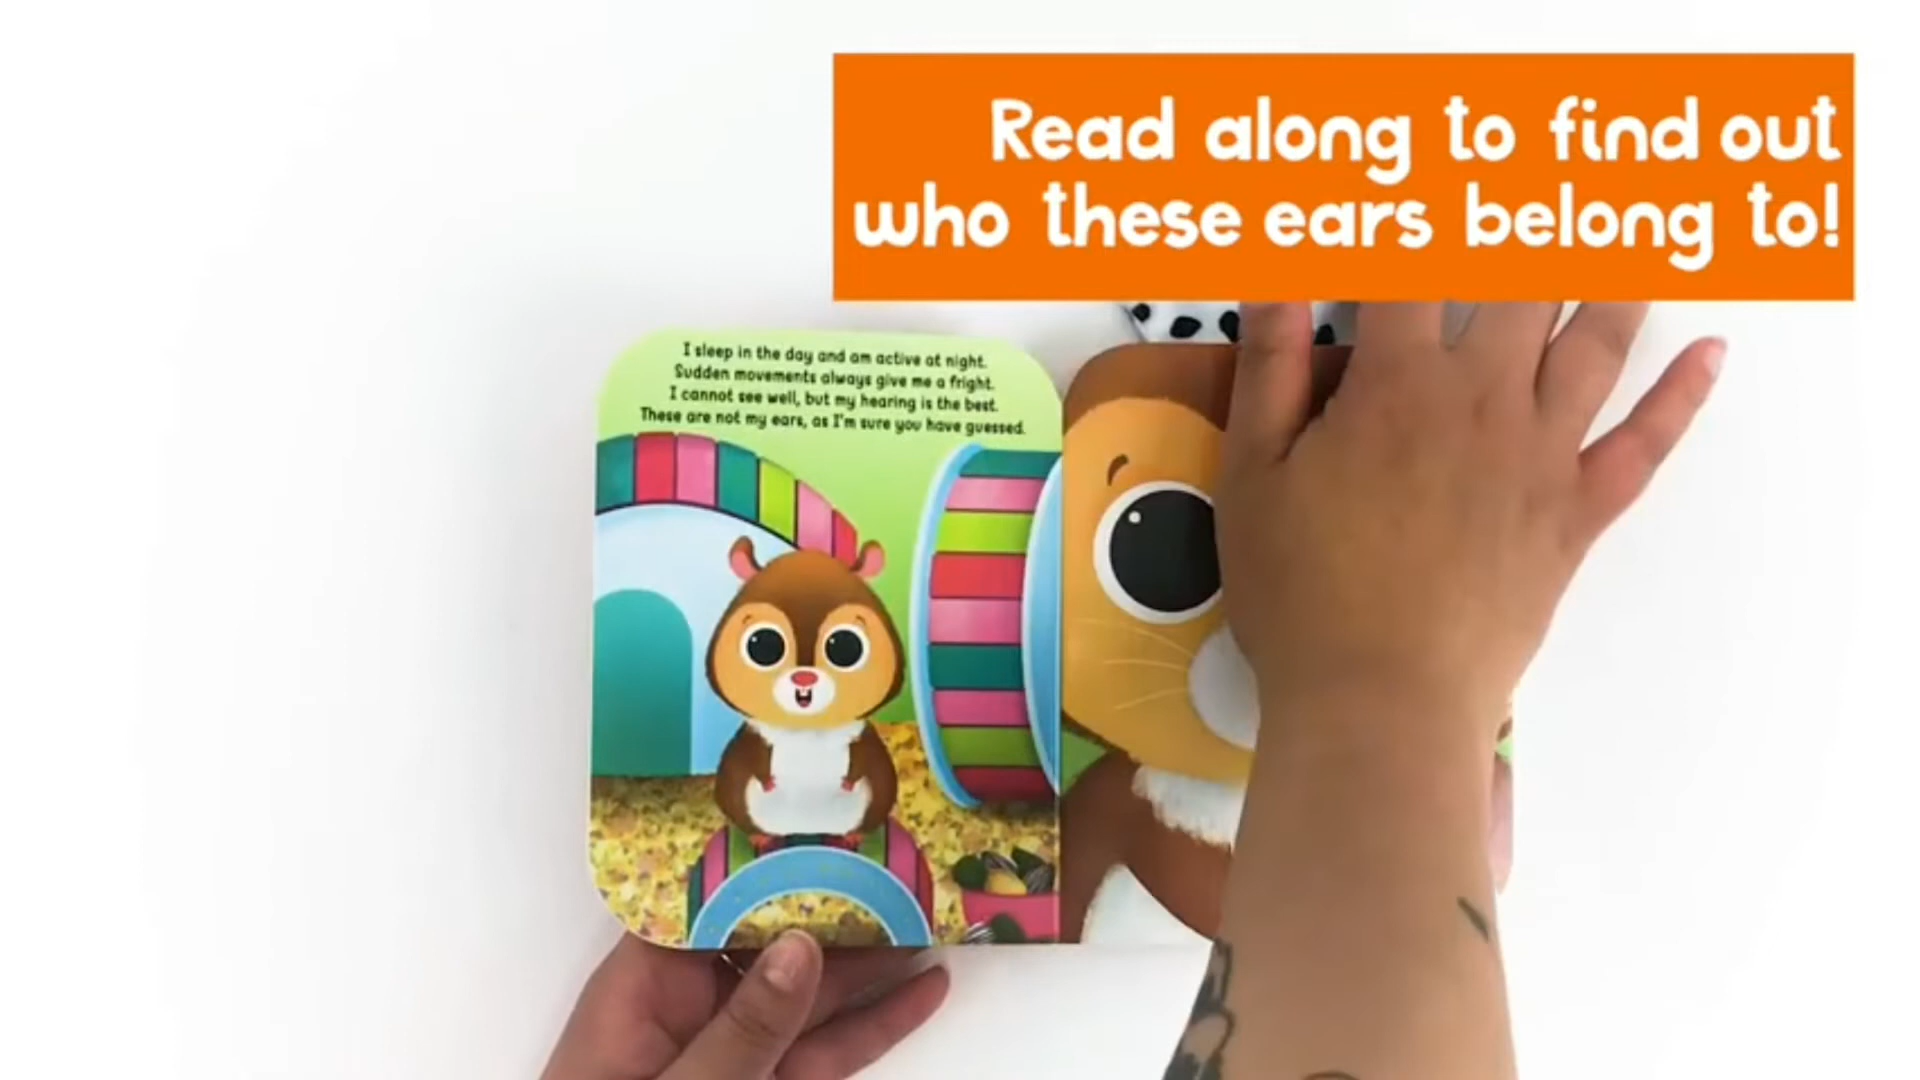 Read along to find out
who these ears belong to!
I sleep in the day and am active at night.
Sudden movements always give me a fright.
I cannot see well, but my hearing is the best.
These are not my ears, as I'm sure you have guessed.